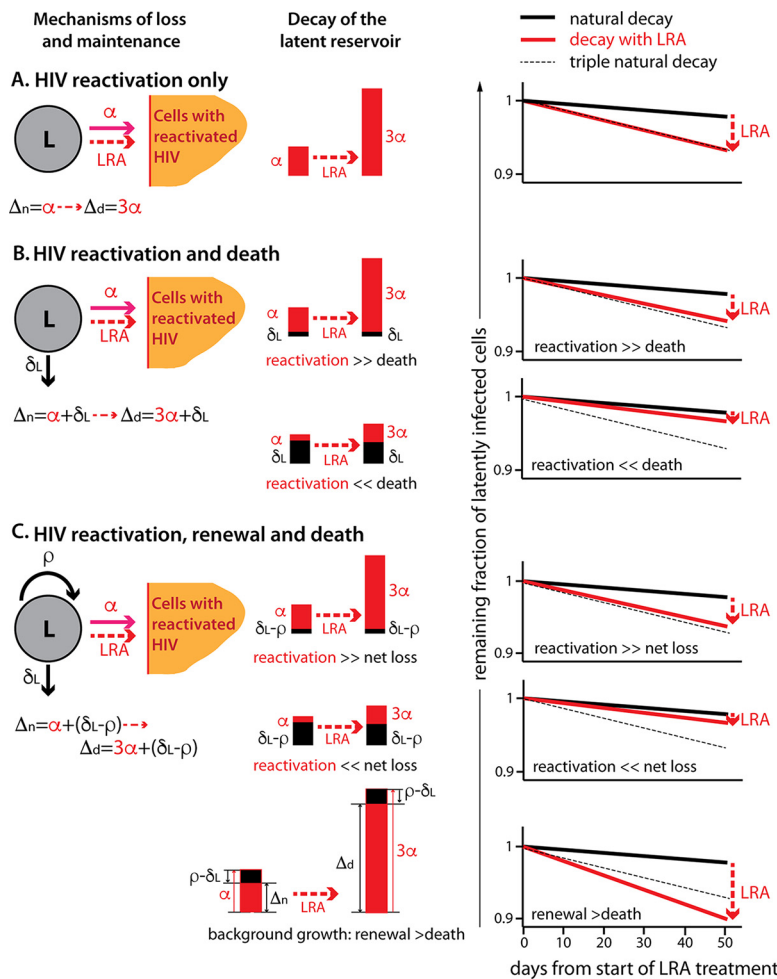 Mechanisms of loss
and maintenance
Decay of the
latent reservoir
natural decay
decay with LRA
triple natural decay
A. HIV reactivation only
L
α
LRA
Cells with
reactivated
HIV
Δn=α⇢Δd=3α
α
LRA
3α
1
0.9
LRA
B. HIV reactivation and death
L
α
LRA
δL
Cells with
reactivated
HIV
Δn=α+δL⇢Δd=3α+δL
α
δL
LRA
3α
δL
reactivation >> death
α
δL
LRA
3α
δL
reactivation << death
1
0.9
LRA
reactivation >> death
1
0.9
LRA
reactivation << death
C. HIV reactivation, renewal and death
ρ
L
α
LRA
δL
Cells with
reactivated
HIV
Δn=α+(δL-ρ)⇢
Δd=3α+(δL-ρ)
α
δL-ρ
LRA
3α
δL-ρ
reactivation >> net loss
α
δL-ρ
LRA
3α
δL-ρ
reactivation << net loss
ρ-δL
α
Δn
LRA
Δd
3α
ρ-δL
background growth: renewal >death
1
0.9
LRA
reactivation >> net loss
1
0.9
LRA
reactivation << net loss
1
0.9
LRA
renewal >death
0 10 20 30 40 50
days from start of LRA treatment
remaining fraction of latently infected cells